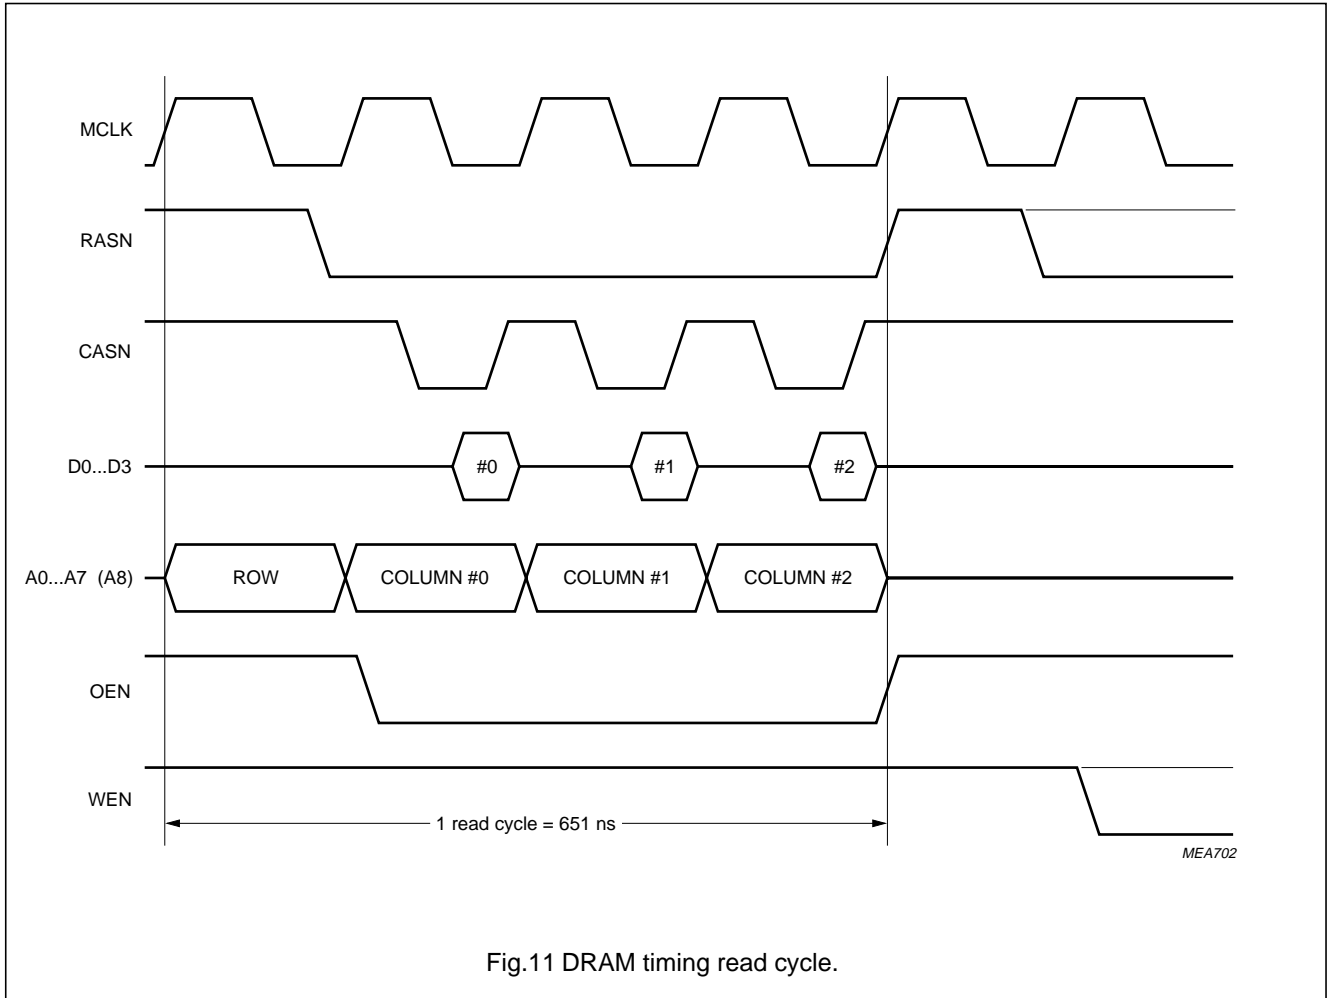 MCLK
RASN
CASN
D0...D3
#0
#1
#2
A0...A7 (A8)
ROW
COLUMN #0
COLUMN #1
COLUMN #2
OEN
WEN
1 read cycle = 651 ns
MEA702
Fig.11 DRAM timing read cycle.